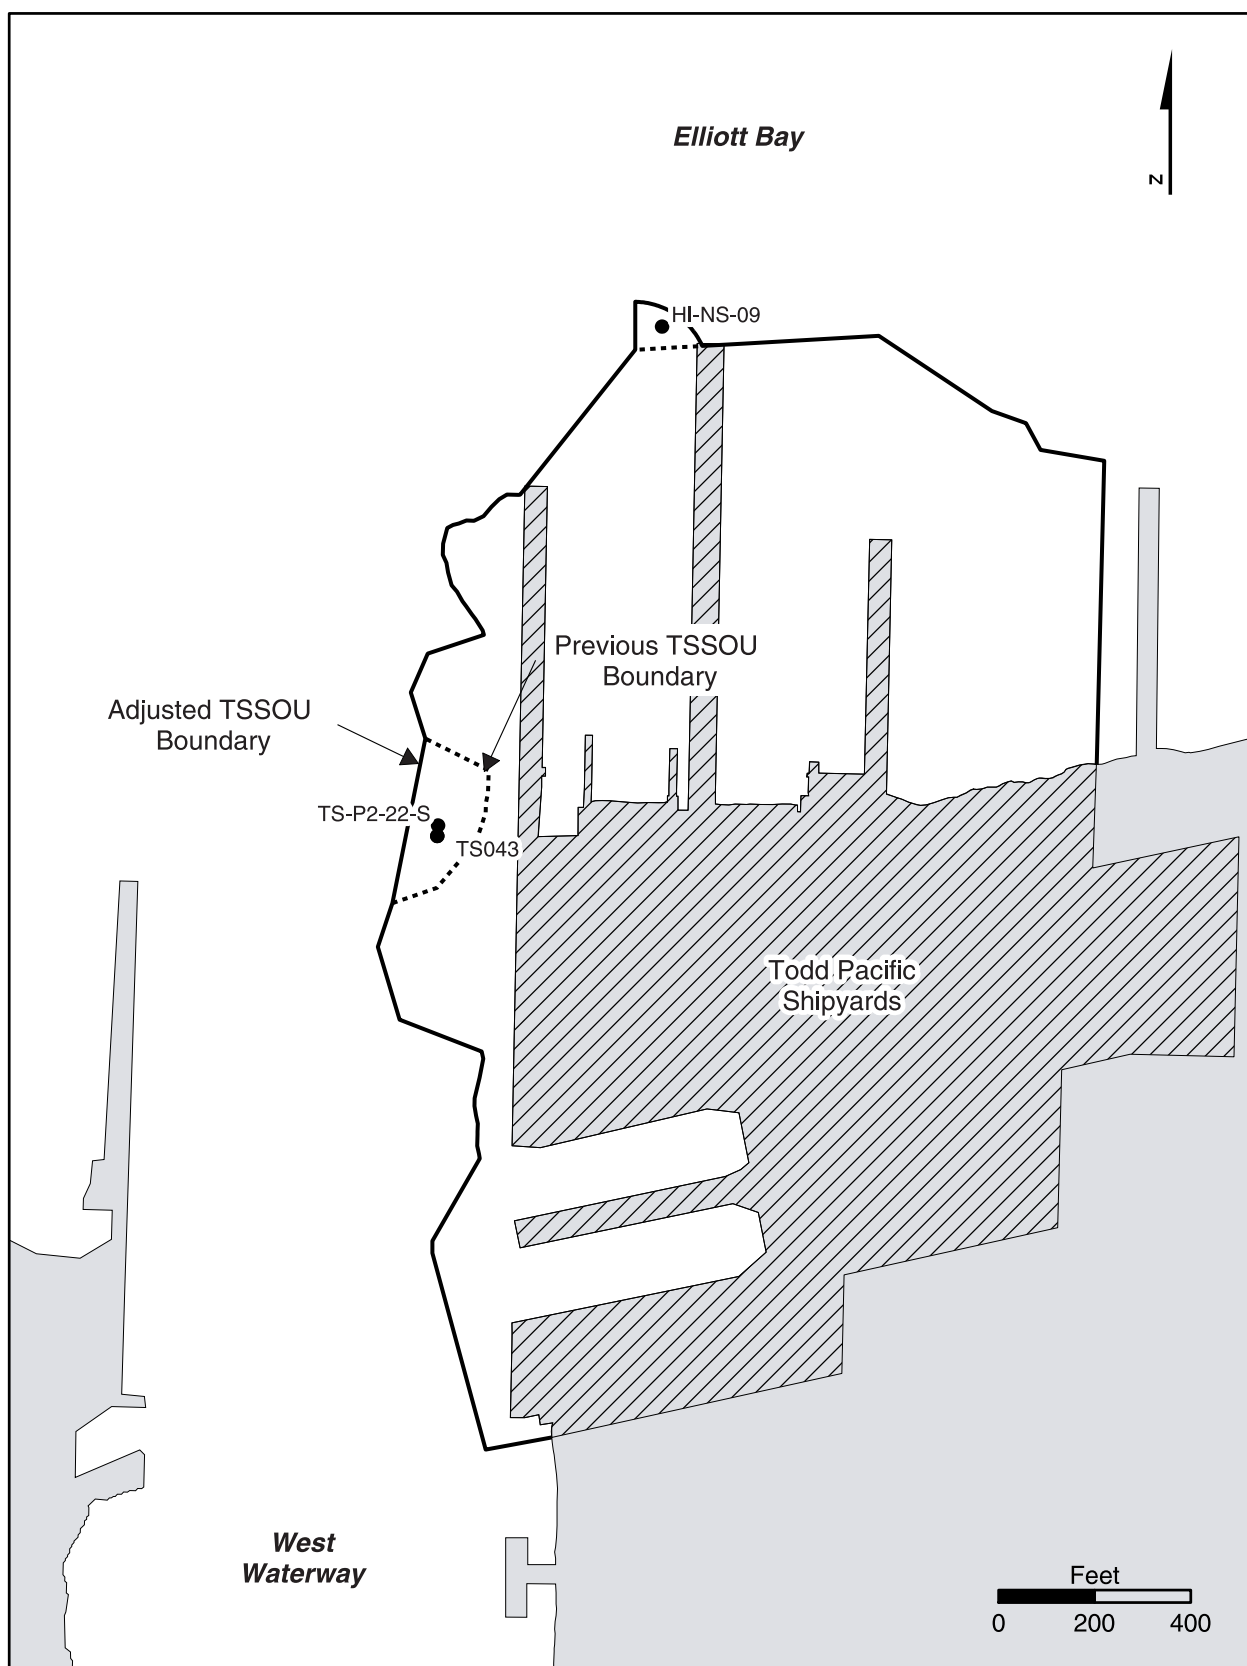 Elliott Bay
N
HI-NS-09
Previous TSSOU
Boundary
Adjusted TSSOU
Boundary
TS-P2-22-S
TS043
Todd Pacific
Shipyards
West
Waterway
Feet
0 200 400